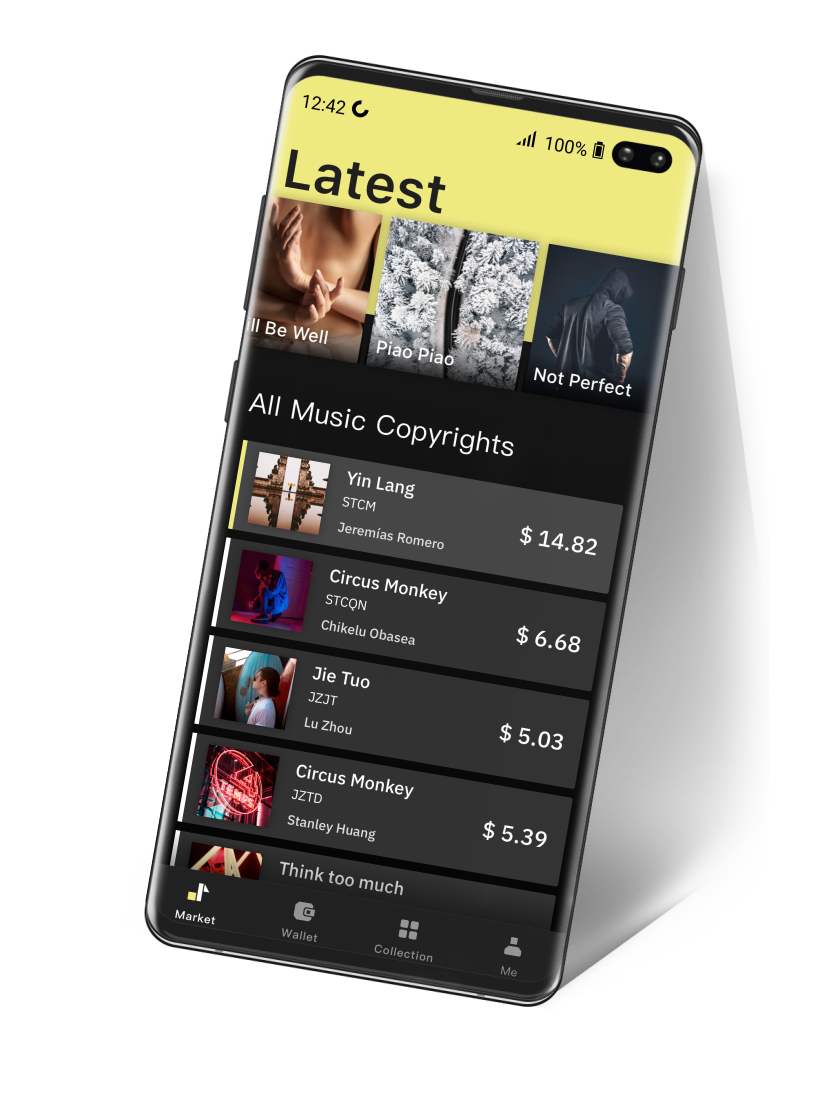 12:42
100%
Latest
ll Be Well
Piao Piao
Not Perfect
All Music Copyrights
Yin Lang
STCM
Jeremías Romero
$ 14.82
Circus Monkey
STCQN
Chikelu Obasea
$ 6.68
Jie Tuo
JZJT
Lu Zhou
$ 5.03
Circus Monkey
JZTD
Stanley Huang
$ 5.39
Think too much
Market
Wallet
Collection
Me